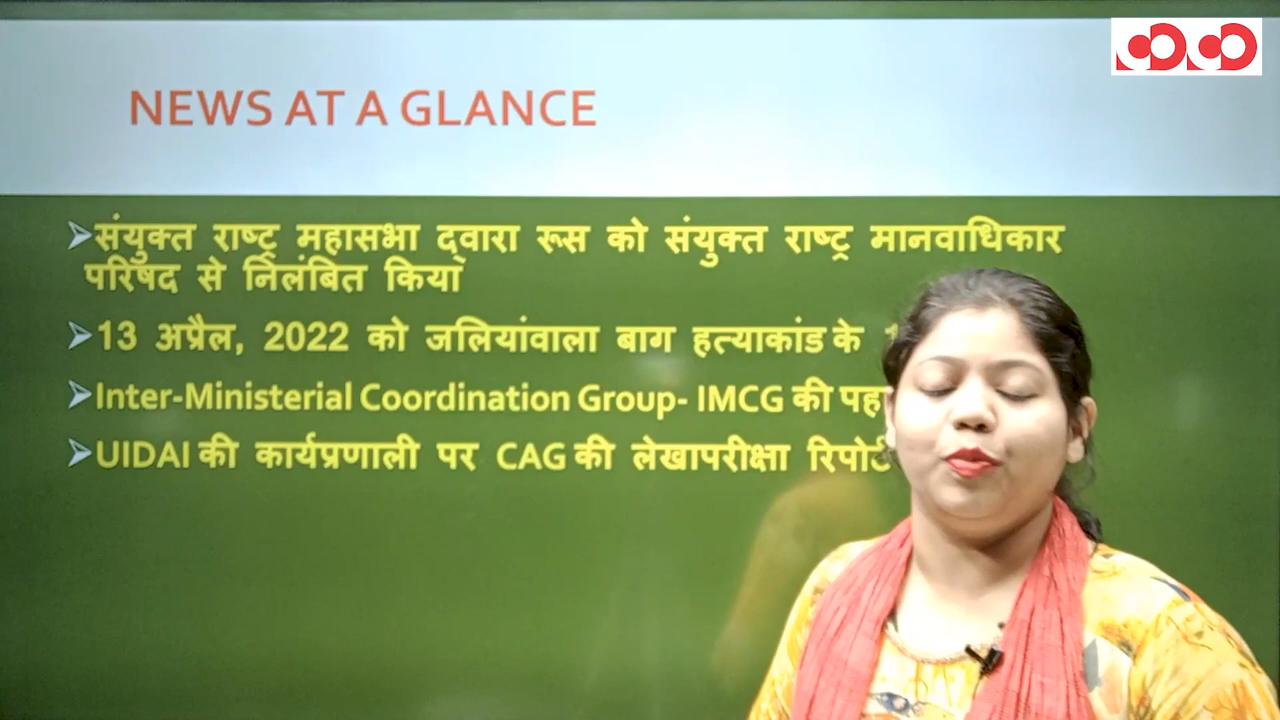 NEWS AT A GLANCE
➢संयुक्त राष्ट्र महासभा द्वारा रूस को संयुक्त राष्ट्र मानवाधिकार
परिषद से निलंबित किया
➢13 अप्रैल, 2022 को जलियांवाला बाग हत्याकांड के
➢Inter-Ministerial Coordination Group- IMCG की
➢UIDAI की कार्यप्रणाली पर CAG की लेखापरीक्षा रिपोर्ट